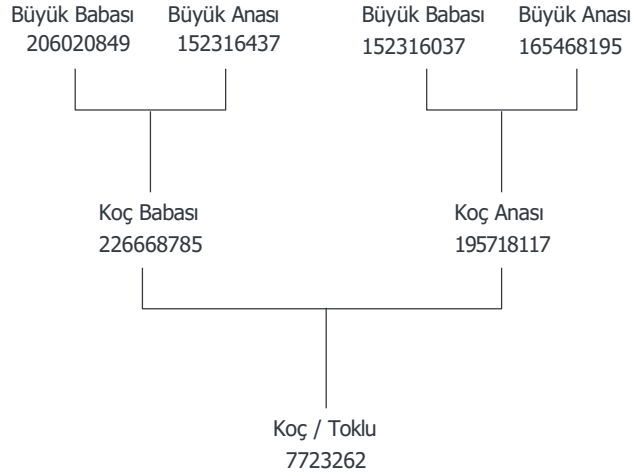 Büyük Babası Büyük Anası Büyük Babası Büyük Anası
206020849 152316437 152316037 165468195
Koç Babası Koç Anası
226668785 195718117
Koç / Toklu
7723262